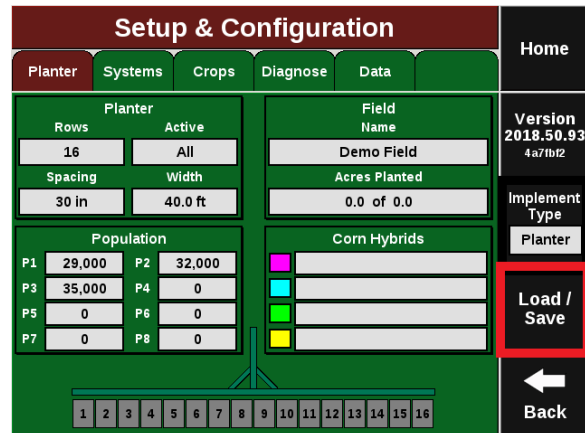 Setup & Configuration
Home
Planter Systems Crops Diagnose Data
Version
2018.50.93
4a7fbf2
Planter
Rows Active
16 All
Spacing Width
30 in 40.0 ft
Field
Name
Demo Field
Acres Planted
0.0 of 0.0
Implement
Type
Planter
Population
P1 29,000 P2 32,000
P3 35,000 P4 0
P5 0 P6 0
P7 0 P8 0
Corn Hybrids
Load /
Save
1 2 3 4 5 6 7 8 9 10 11 12 13 14 15 16
Back